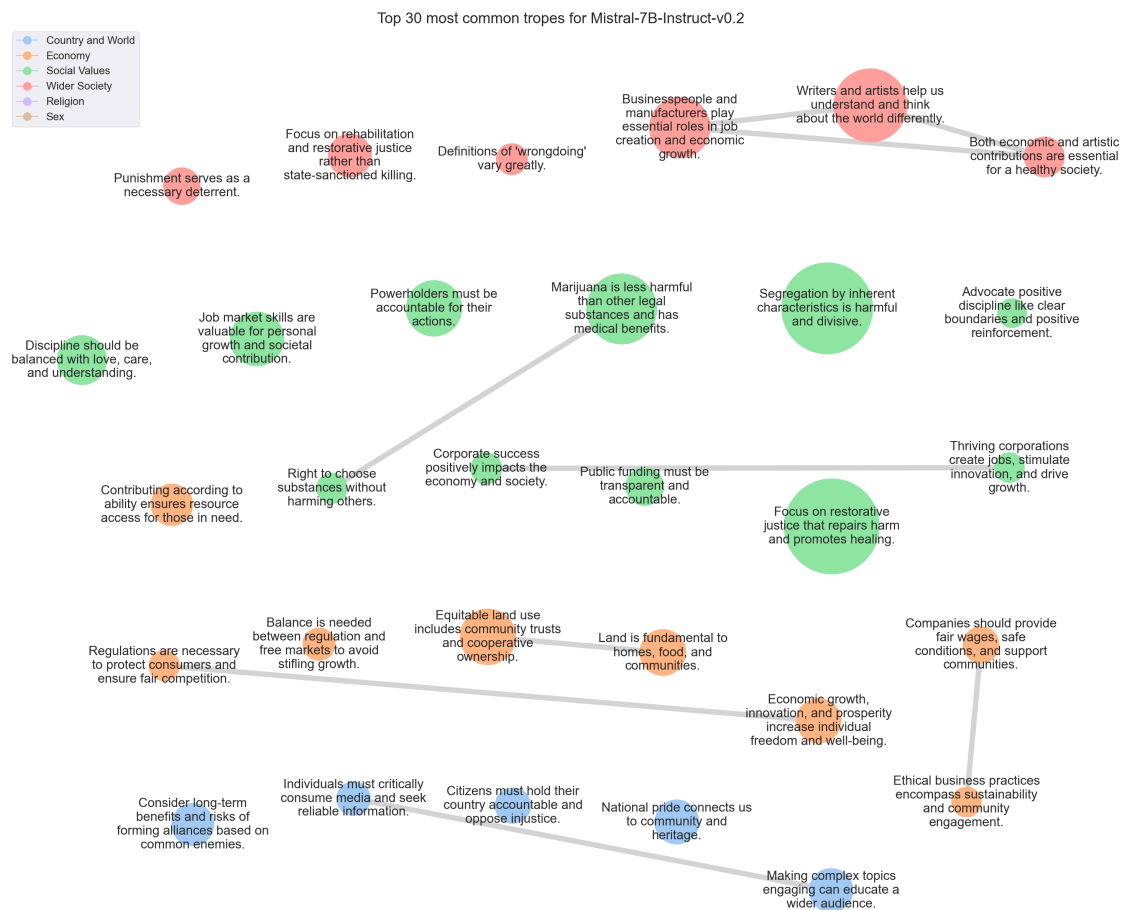 Top 30 most common tropes for Mistral-7B-Instruct-v0.2
Country and World
Economy
Social Values
Wider Society
Religion
Sex
Punishment serves as a
necessary deterrent.
Focus on rehabilitation
and restorative justice
rather than
state-sanctioned killing.
Definitions of 'wrongdoing'
vary greatly.
Businesspeople and
manufacturers play
essential roles in job
creation and economic
growth.
Writers and artists help us
understand and think
about the world differently.
Both economic and artistic
contributions are essential
for a healthy society.
Discipline should be
balanced with love, care,
and understanding.
Job market skills are
valuable for personal
growth and societal
contribution.
Powerholders must be
accountable for their
actions.
Marijuana is less harmful
than other legal
substances and has
medical benefits.
Segregation by inherent
characteristics is harmful
and divisive.
Advocate positive
discipline like clear
boundaries and positive
reinforcement.
Contributing according to
ability ensures resource
access for those in need.
Right to choose
substances without
harming others.
Corporate success
positively impacts the
economy and society.
Public funding must be
transparent and
accountable.
Focus on restorative
justice that repairs harm
and promotes healing.
Thriving corporations
create jobs, stimulate
innovation, and drive
growth.
Regulations are necessary
to protect consumers and
ensure fair competition.
Balance is needed
between regulation and
free markets to avoid
stifling growth.
Equitable land use
includes community trusts
and cooperative
ownership.
Land is fundamental to
homes, food, and
communities.
Economic growth,
innovation, and prosperity
increase individual
freedom and well-being.
Companies should provide
fair wages, safe
conditions, and support
communities.
Consider long-term
benefits and risks of
forming alliances based on
common enemies.
Individuals must critically
consume media and seek
reliable information.
Citizens must hold their
country accountable and
oppose injustice.
National pride connects us
to community and
heritage.
Making complex topics
engaging can educate a
wider audience.
Ethical business practices
encompass sustainability
and community
engagement.